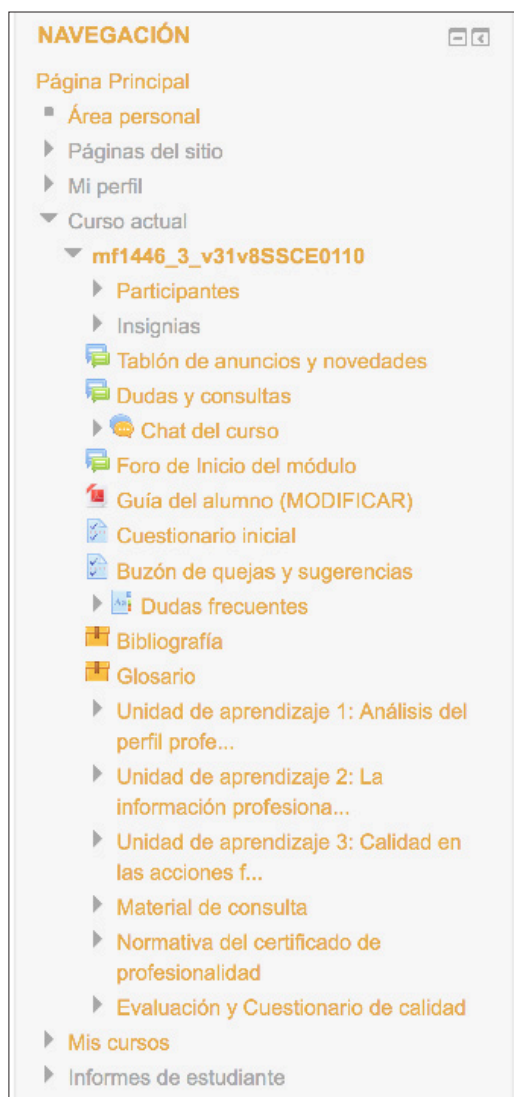 NAVEGACIÓN
Página Principal
Área personal
Páginas del sitio
Mi perfil
Curso actual
mf1446_3_v31v8SSCE0110
Participantes
Insignias
Tablón de anuncios y novedades
Dudas y consultas
Chat del curso
Foro de Inicio del módulo
Guía del alumno (MODIFICAR)
Cuestionario inicial
Buzón de quejas y sugerencias
Dudas frecuentes
Bibliografía
Glosario
Unidad de aprendizaje 1: Análisis del
perfil profe...
Unidad de aprendizaje 2: La
información profesiona...
Unidad de aprendizaje 3: Calidad en
las acciones f...
Material de consulta
Normativa del certificado de
profesionalidad
Evaluación y Cuestionario de calidad
Mis cursos
Informes de estudiante